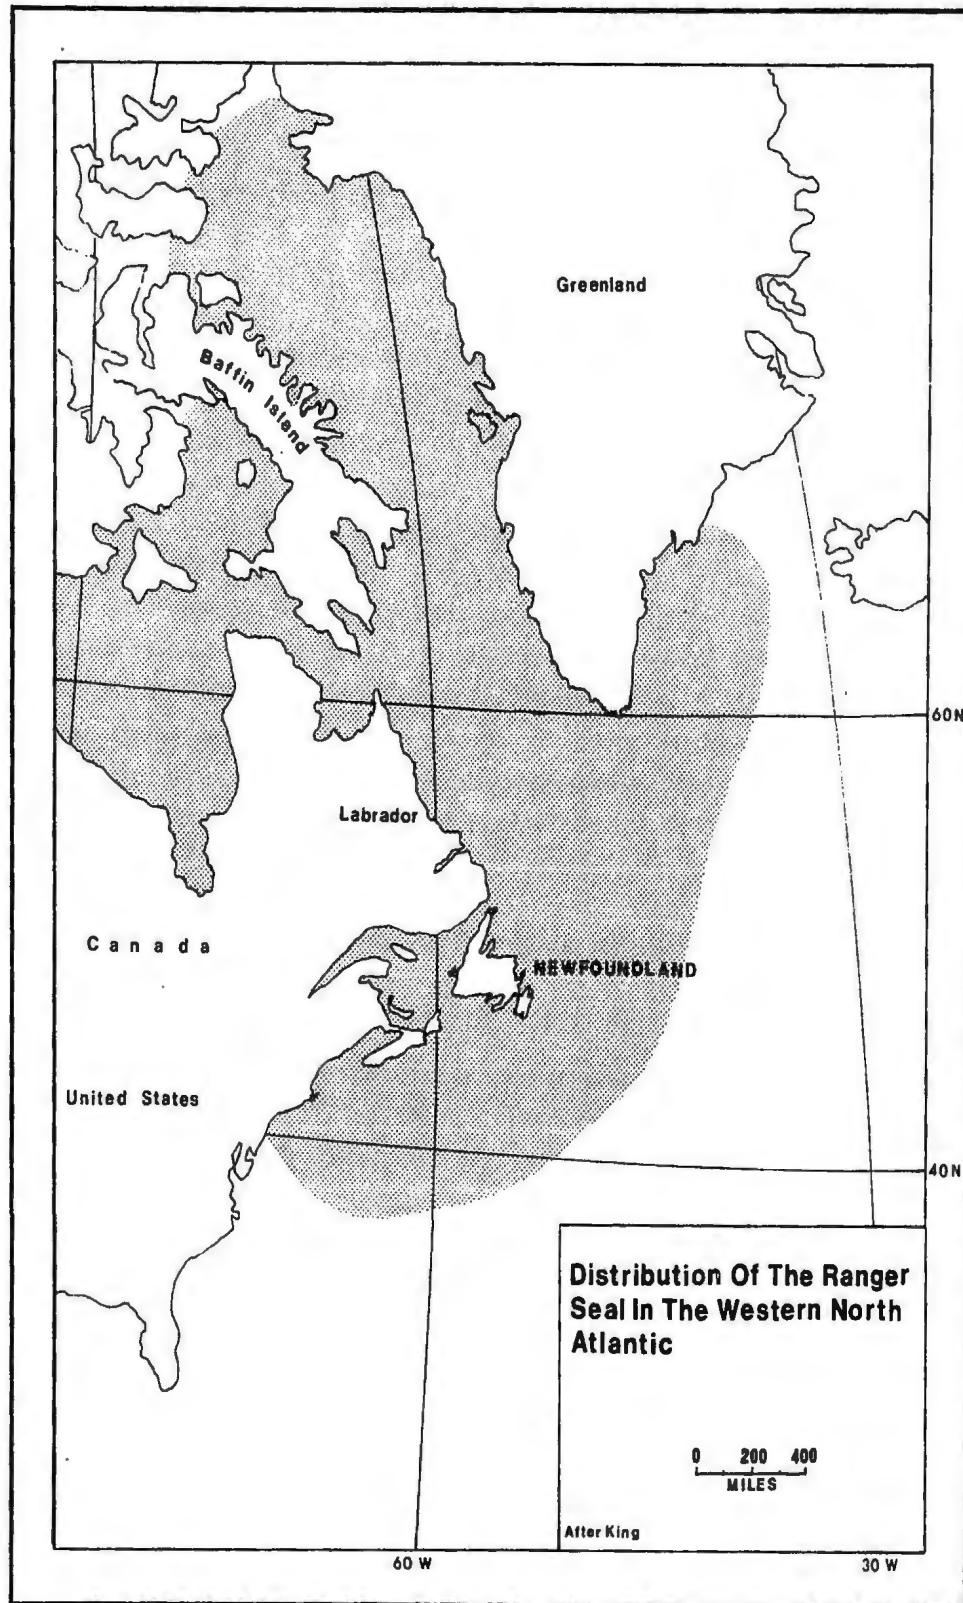 Greenland
Baffin Island
60N
Labrador
Canada
NEWFOUNDLAND
United States
40N
Distribution Of The Ranger
Seal In The Western North
Atlantic
0 200 400
MILES
After King
60 W
30 W